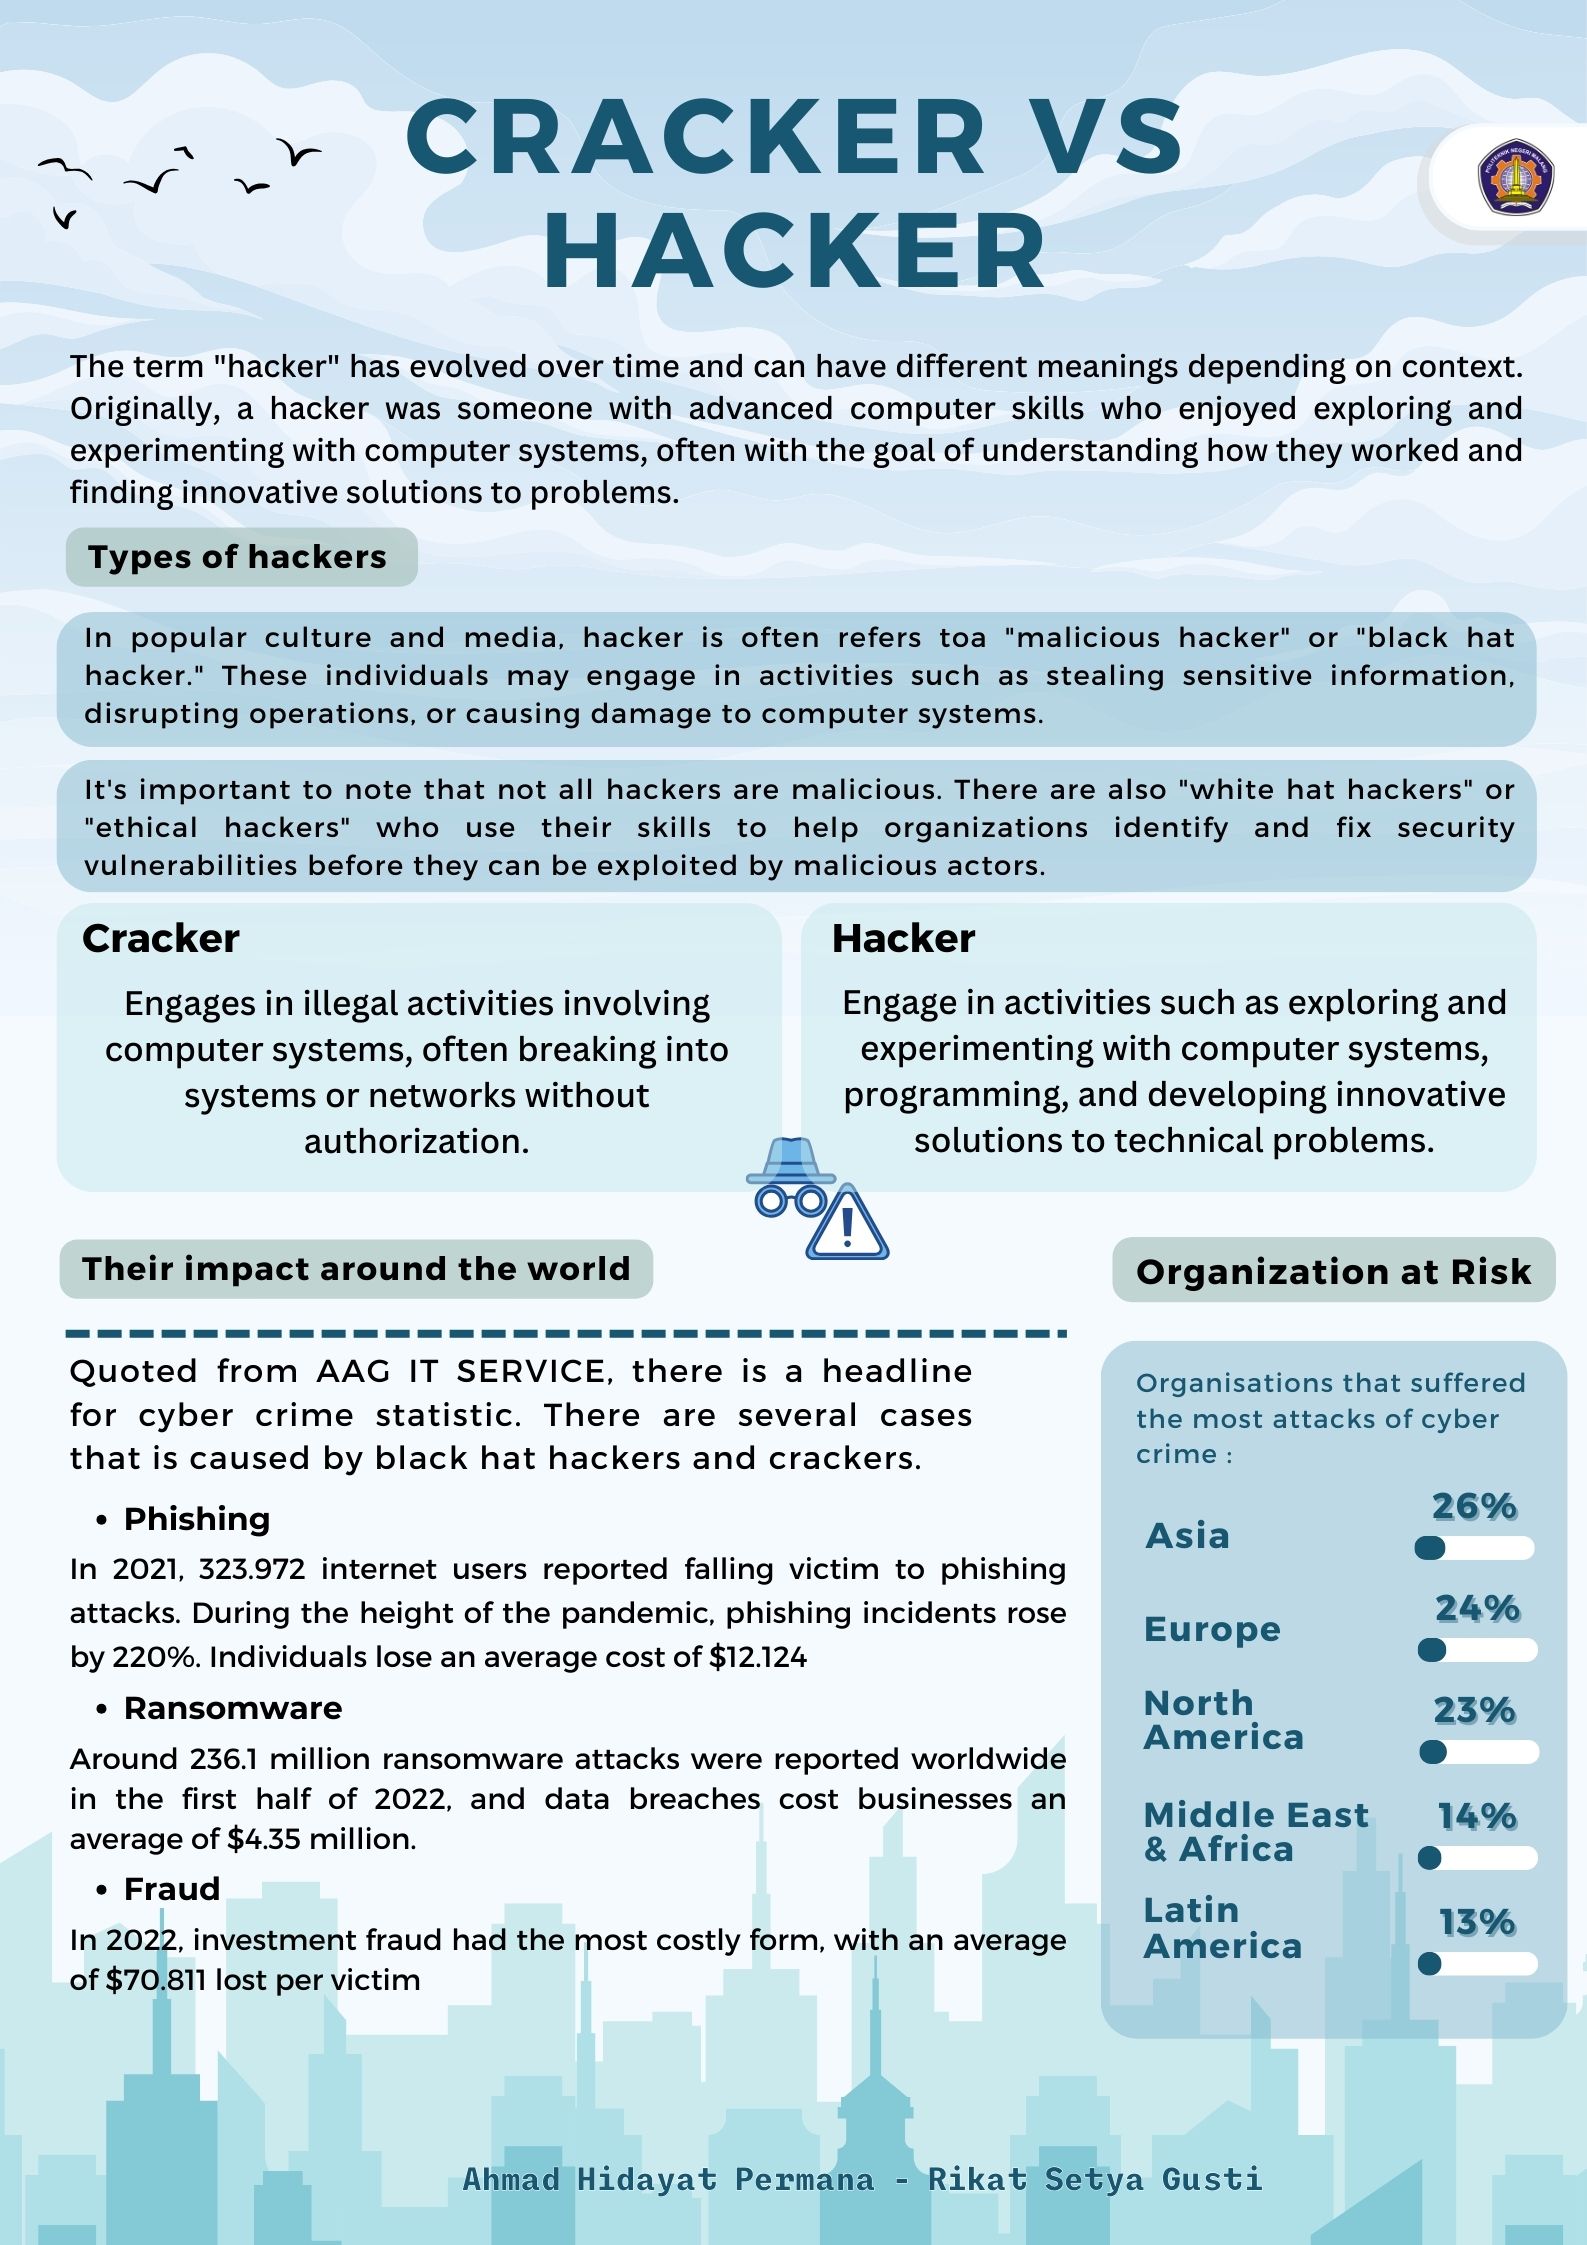 CRACKER VS
HACKER
POLITEKNIK NEGERI MALANG
The term "hacker" has evolved over time and can have different meanings depending on context.
Originally, a hacker was someone with advanced computer skills who enjoyed exploring and
experimenting with computer systems, often with the goal of understanding how they worked and
finding innovative solutions to problems.
Types of hackers
In popular culture and media, hacker is often refers toa "malicious hacker" or "black hat
hacker." These individuals may engage in activities such as stealing sensitive information,
disrupting operations, or causing damage to computer systems.
It's important to note that not all hackers are malicious. There are also "white hat hackers" or
"ethical hackers" who use their skills to help organizations identify and fix security
vulnerabilities before they can be exploited by malicious actors.
Cracker
Engages in illegal activities involving
computer systems, often breaking into
systems or networks without
authorization.
Hacker
Engage in activities such as exploring and
experimenting with computer systems,
programming, and developing innovative
solutions to technical problems.
Their impact around the world
Quoted from AAG IT SERVICE, there is a headline
for cyber crime statistic. There are several cases
that is caused by black hat hackers and crackers.
• Phishing
In 2021, 323.972 internet users reported falling victim to phishing
attacks. During the height of the pandemic, phishing incidents rose
by 220%. Individuals lose an average cost of $12.124
• Ransomware
Around 236.1 million ransomware attacks were reported worldwide
in the first half of 2022, and data breaches cost businesses an
average of $4.35 million.
• Fraud
In 2022, investment fraud had the most costly form, with an average
of $70.811 lost per victim
Organization at Risk
Organisations that suffered
the most attacks of cyber
crime :
Asia 26%
Europe 24%
North
America 23%
Middle East
& Africa 14%
Latin
America 13%
Ahmad Hidayat Permana - Rikat Setya Gusti